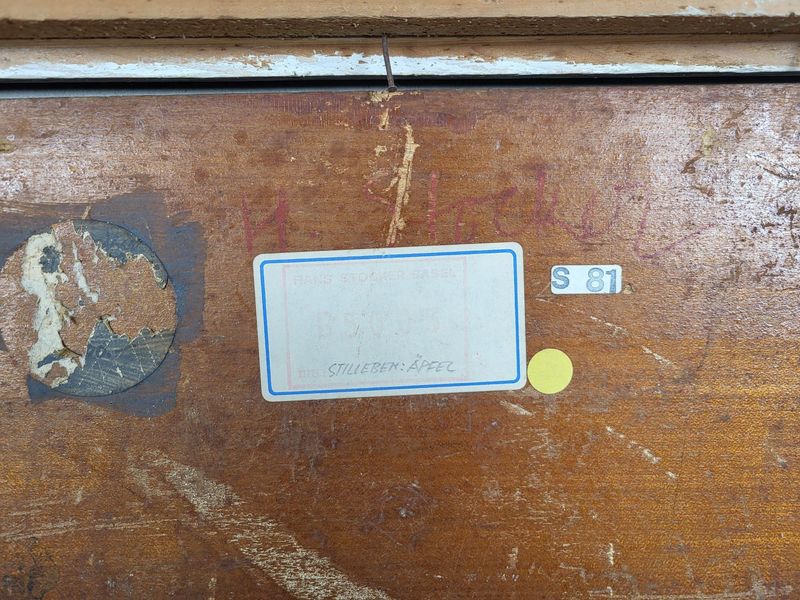 H. Stocker
HANS STOCKER BASEL
STILLEBEN: ÄPFEL
S 81